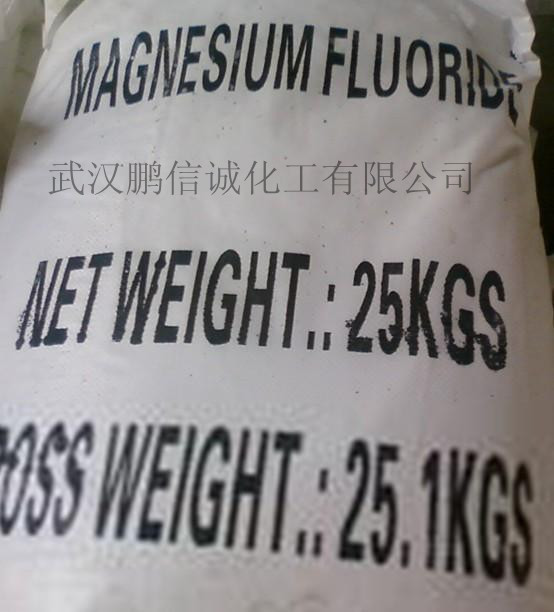 MAGNESIUM FLUORIDE
武汉鹏信诚化工有限公司
NET WEIGHT.: 25KGS
OSS WEIGHT.: 25.1KGS